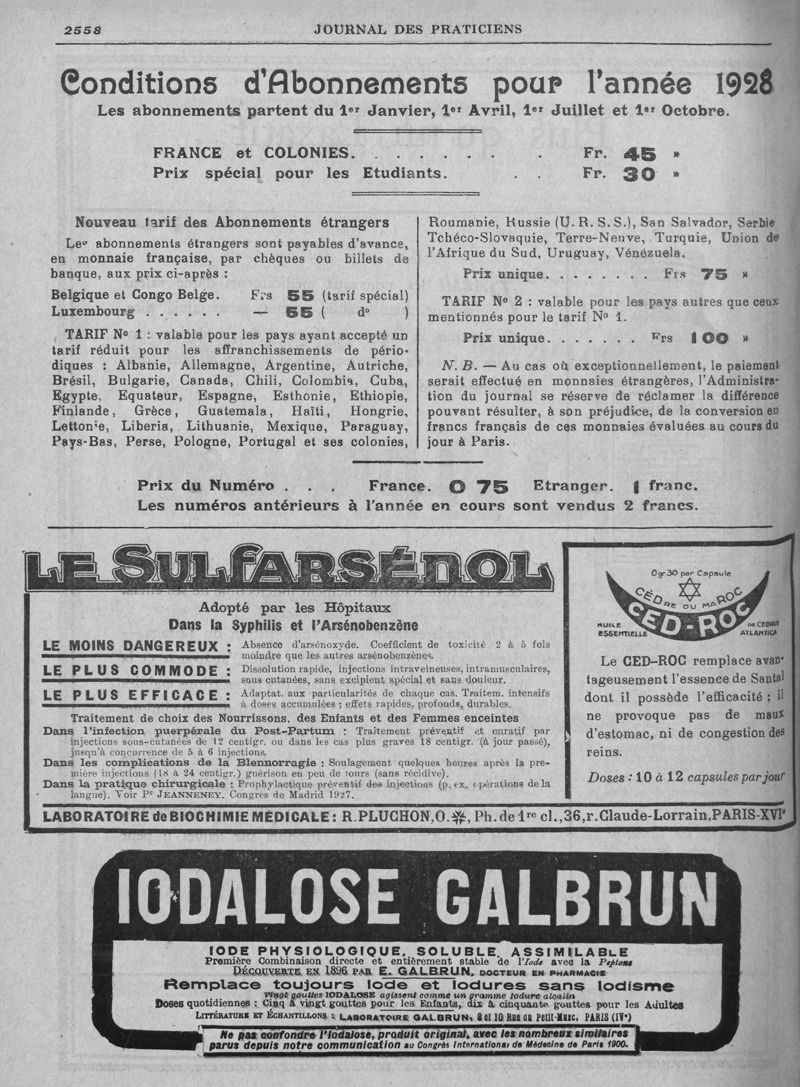 2558
JOURNAL DES PRATICIENS
Conditions d'Abonnements pour l'année 1928
Les abonnements partent du 1er Janvier, 1er Avril, 1er Juillet et 1er Octobre.
FRANCE et COLONIES. . . . . . . Fr. 45 »
Prix spécial pour les Etudiants. . . Fr. 30 »
Nouveau tarif des Abonnements étrangers
Les abonnements étrangers sont payables d'avance,
en monnaie française, par chèques ou billets de
banque, aux prix ci-après :
Belgique et Congo Belge. Frs 55 (tarif spécial)
Luxembourg . . . . . . — 55 ( do )
TARIF No 1 : valable pour les pays ayant accepté un
tarif réduit pour les affranchissements de pério-
diques : Albanie, Allemagne, Argentine, Autriche,
Brésil, Bulgarie, Canada, Chili, Colombia, Cuba,
Egypte, Equateur, Espagne, Esthonie, Ethiopie,
Finlande, Grèce, Guatemala, Haïti, Hongrie,
Lettonie, Liberia, Lithuanie, Mexique, Paraguay,
Pays-Bas, Perse, Pologne, Portugal et ses colonies,
Roumanie, Russie (U. R. S. S.), San Salvador, Serbie
Tchéco-Slovaquie, Terre-Neuve, Turquie, Union de
l'Afrique du Sud, Uruguay, Vénézuela.
Prix unique. . . . . . . . Frs 75 »
TARIF No 2 : valable pour les pays autres que ceux
mentionnés pour le tarif No 1.
Prix unique. . . . . . . Frs 100 »
N. B. — Au cas où exceptionnellement, le paiement
serait effectué en monnaies étrangères, l'Administra-
tion du journal se réserve de réclamer la différence
pouvant résulter, à son préjudice, de la conversion en
francs français de ces monnaies évaluées au cours du
jour à Paris.
Prix du Numéro . . . France. 0 75 Etranger. 1 franc.
Les numéros antérieurs à l'année en cours sont vendus 2 francs.
LE SULFARSÉNOL
Adopté par les Hôpitaux
Dans la Syphilis et l'Arsénobenzène
LE MOINS DANGEREUX : Absence d'arsénoxyde. Coefficient de toxicité 2 à 5 fois
moindre que les autres arsénobenzènes.
LE PLUS COMMODE : Dissolution rapide, injections intraveineuses, intramusculaires,
sous cutanées, sans excipient spécial et sans douleur.
LE PLUS EFFICACE : Adaptat. aux particularités de chaque cas. Traitem. intensifs
à doses accumulées ; effets rapides, profonds, durables.
Traitement de choix des Nourrissons, des Enfants et des Femmes enceintes
Dans l'infection puerpérale du Post-Partum : Traitement préventif et curatif par
injections sous-cutanées de 12 centigr. ou dans les cas plus graves 18 centigr. (à jour passé),
jusqu'à concurrence de 5 à 6 injections.
Dans les complications de la Blennorragie : Soulagement quelques heures après la pre-
mière injections (18 à 24 centigr.) guérison en peu de jours (sans récidive).
Dans la pratique chirurgicale : Prophylactique préventif des injections (p. ex. opérations de la
langue). Voir Pr JEANNENEY. Congrès de Madrid 1927.
0gr30 par Capsule
CÈDRE DU MAROC
CED-ROC
HUILE
ESSENTIELLE
DE CEDRUS
ATLANTICA
Le CED-ROC remplace avan-
tageusement l'essence de Santal
dont il possède l'efficacité ; il
ne provoque pas de maux
d'estomac, ni de congestion des
reins.
Doses : 10 à 12 capsules par jour
LABORATOIRE de BIOCHIMIE MÉDICALE : R. PLUCHON, O. ✻, Ph. de 1re cl., 36, r. Claude-Lorrain, PARIS-XVIe
IODALOSE GALBRUN
IODE PHYSIOLOGIQUE, SOLUBLE, ASSIMILABLE
Première Combinaison directe et entièrement stable de l'Iode avec la Peptone
DÉCOUVERTE EN 1896 PAR E. GALBRUN, DOCTEUR EN PHARMACIE
Remplace toujours Iode et Iodures sans Iodisme
Vingt gouttes IODALOSE agissent comme un gramme Iodure alcalin
Doses quotidiennes : Cinq à vingt gouttes pour les Enfants, dix à cinquante gouttes pour les Adultes
LITTÉRATURE ET ÉCHANTILLONS : LABORATOIRE GALBRUN, 8 et 10 Rue du Petit-Musc, PARIS (IVe)
Ne pas confondre l'Iodalose, produit original, avec les nombreux similaires
parus depuis notre communication au Congrès International de Médecine de Paris 1900.